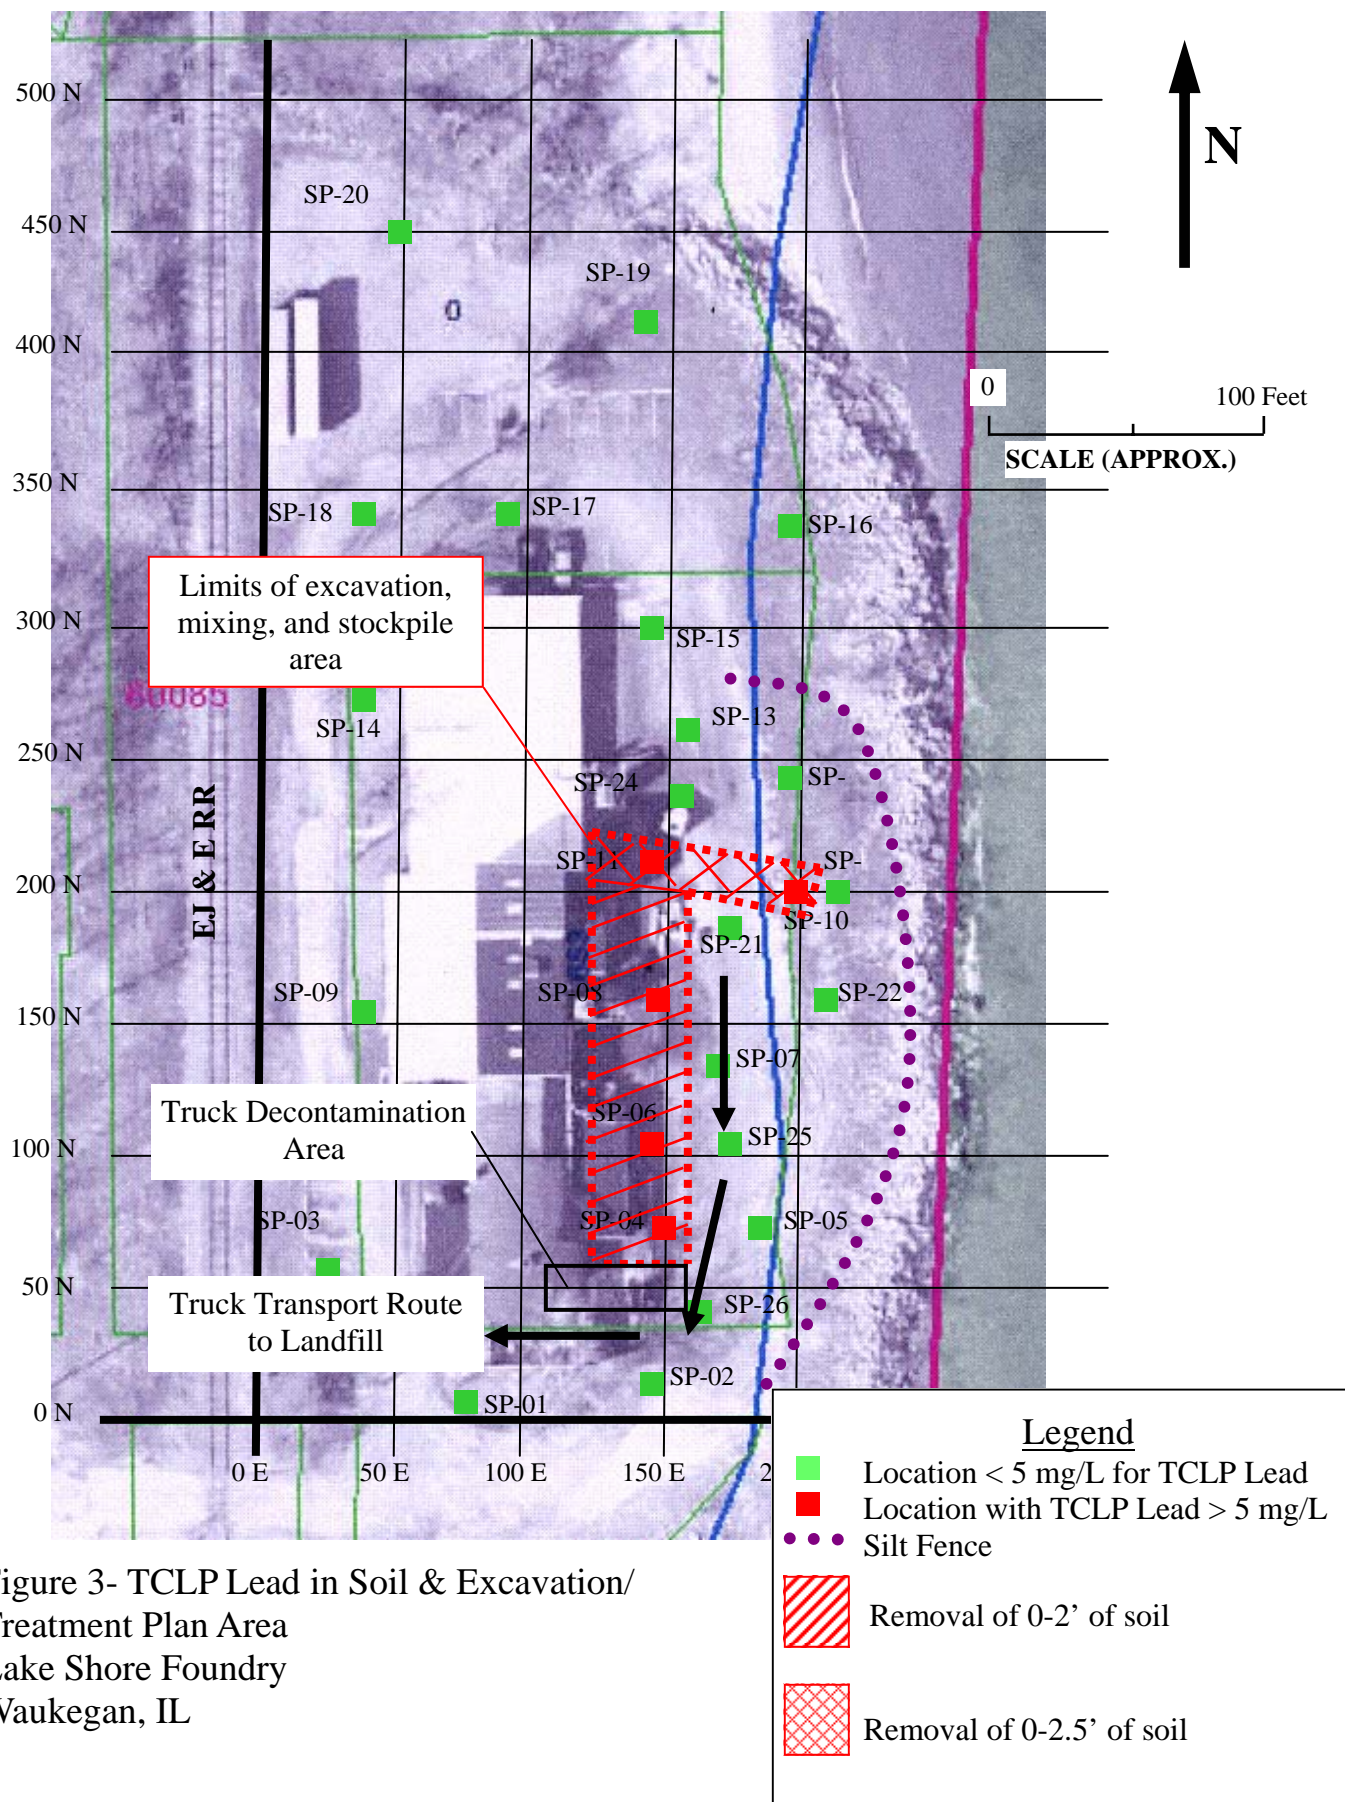 500 N
N
SP-20
450 N
SP-19
400 N
0
100 Feet
SCALE (APPROX.)
350 N
SP-18
SP-17
SP-16
Limits of excavation,
mixing, and stockpile
area
300 N
SP-15
60085
SP-13
SP-14
250 N
SP-24
SP-
SP-11
SP-
200 N
EJ & E RR
SP-10
SP-21
SP-09
SP-08
SP-22
150 N
SP-07
Truck Decontamination
Area
SP-06
SP-25
100 N
SP-03
SP-04
SP-05
50 N
Truck Transport Route
to Landfill
SP-26
SP-02
SP-01
0 N
0 E
50 E
100 E
150 E
2
Legend
Location < 5 mg/L for TCLP Lead
Location with TCLP Lead > 5 mg/L
Silt Fence
Removal of 0-2’ of soil
Removal of 0-2.5’ of soil
igure 3- TCLP Lead in Soil & Excavation/
reatment Plan Area
ake Shore Foundry
Waukegan, IL